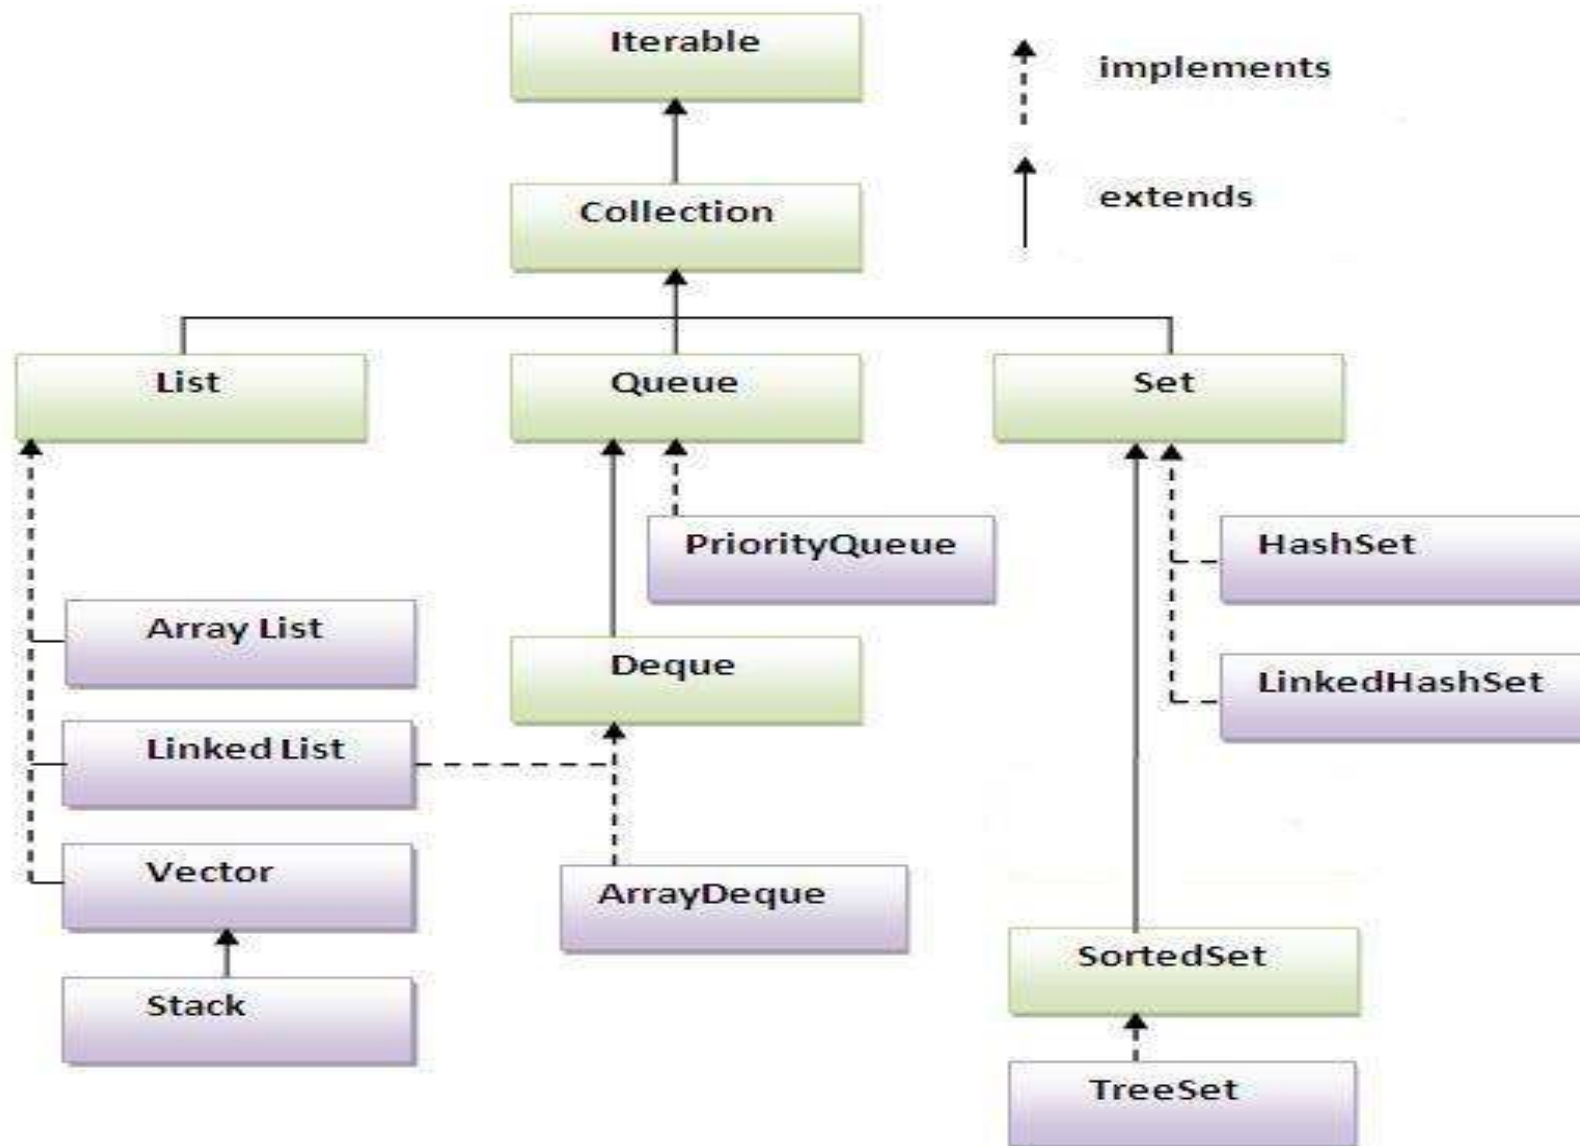 Iterable
implements
extends
Collection
List
Queue
Set
PriorityQueue
HashSet
Array List
Deque
LinkedHashSet
Linked List
Vector
ArrayDeque
SortedSet
Stack
TreeSet